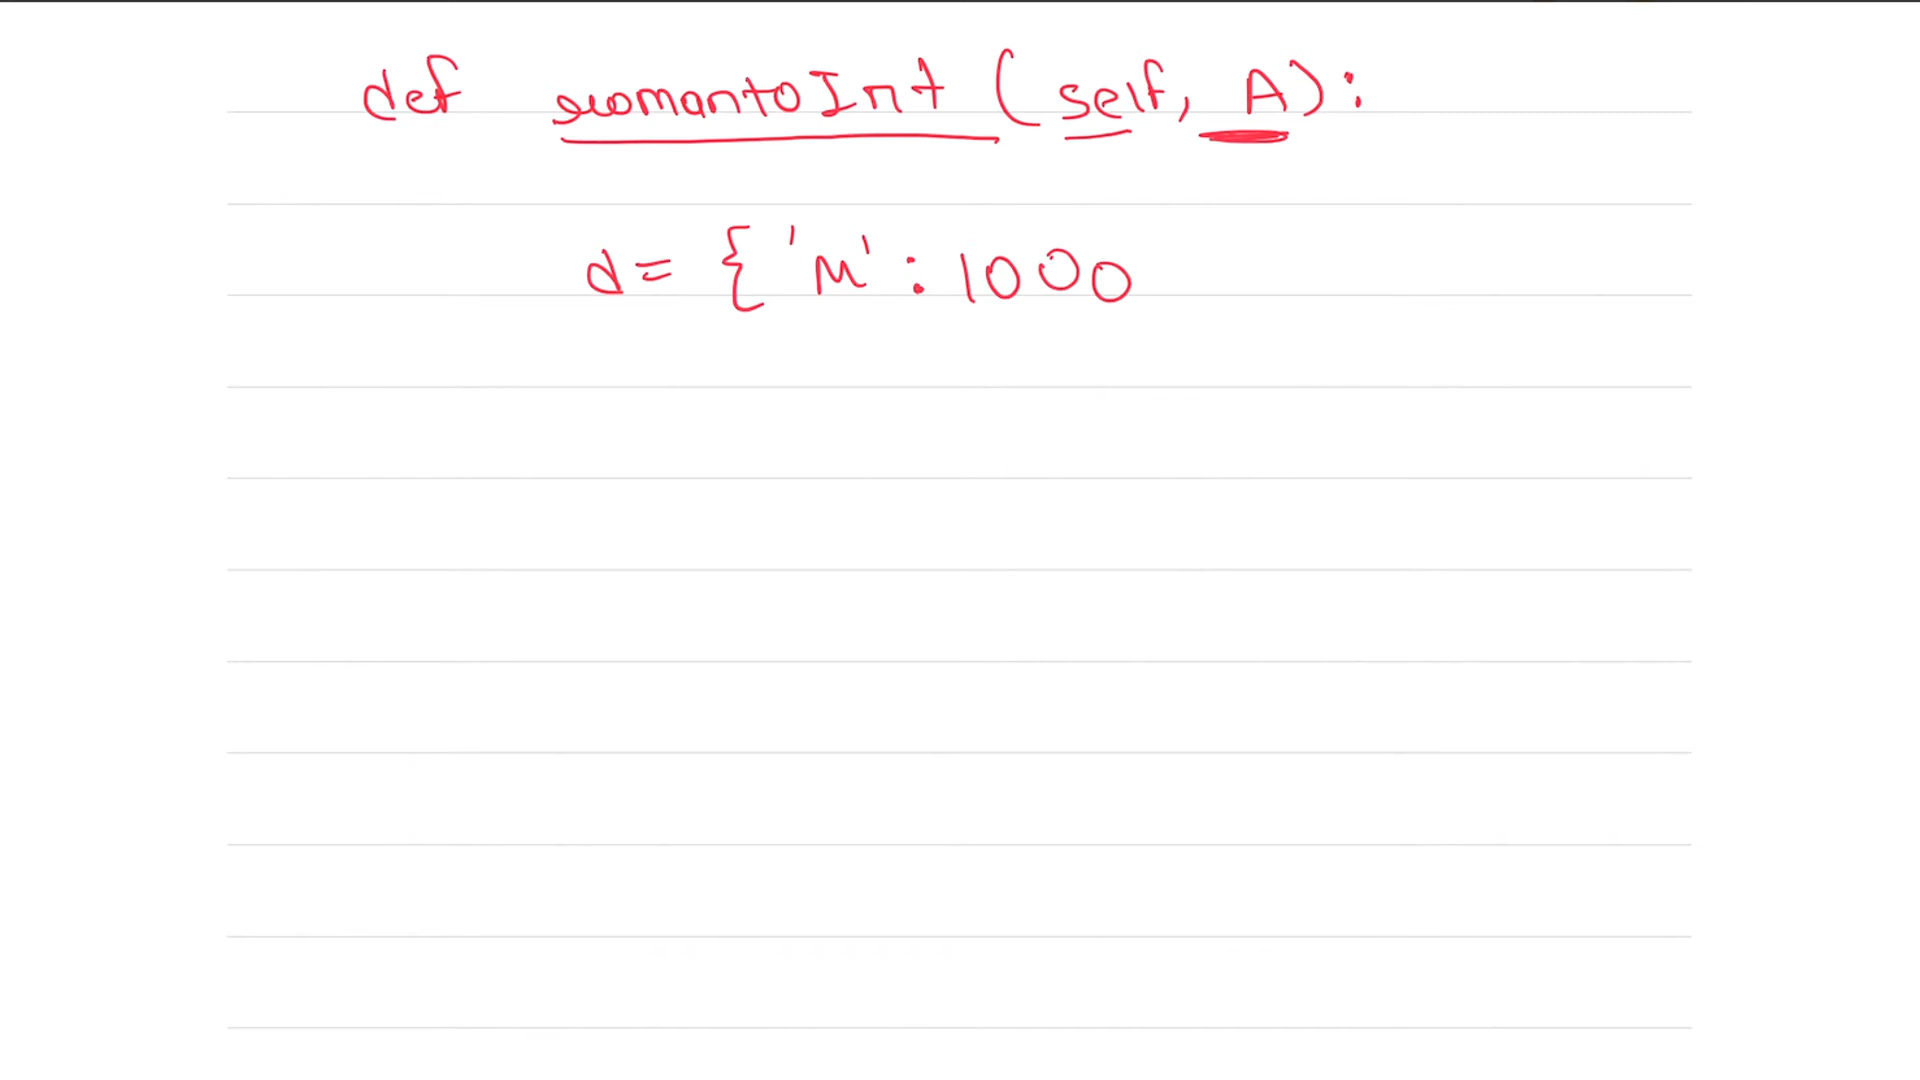 def romantoInt (self, A):
d = { 'M' : 1000